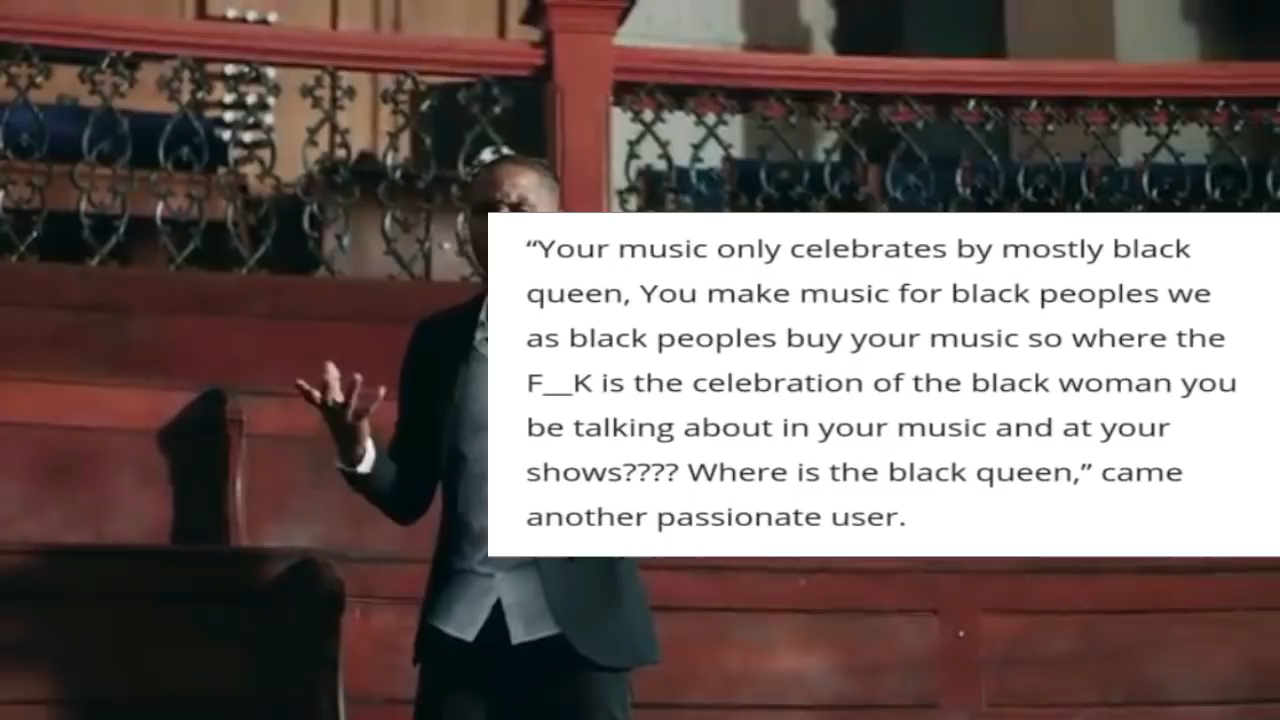 “Your music only celebrates by mostly black
queen, You make music for black peoples we
as black peoples buy your music so where the
F__K is the celebration of the black woman you
be talking about in your music and at your
shows???? Where is the black queen,” came
another passionate user.